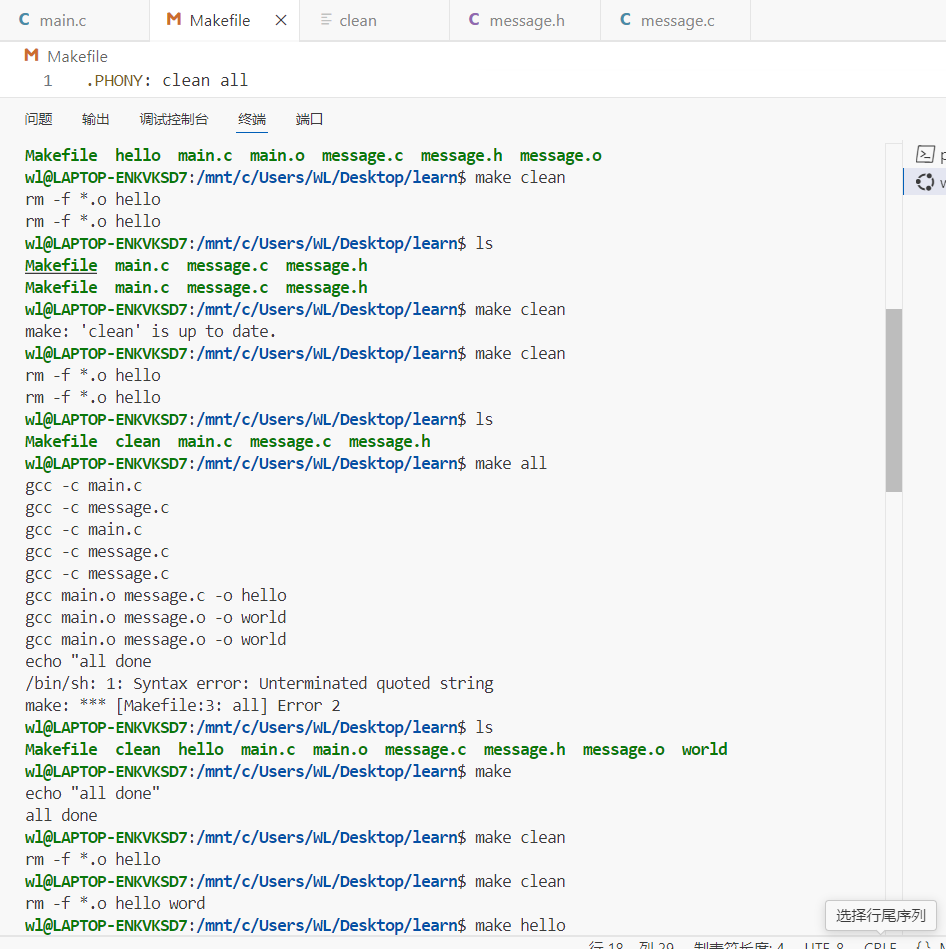 C main.c M Makefile × clean C message.h C message.c
M Makefile
1 .PHONY: clean all
问题 输出 调试控制台 终端 端口
Makefile hello main.c main.o message.c message.h message.o
wl@LAPTOP-ENKVKSD7:/mnt/c/Users/WL/Desktop/learn$ make clean
rm -f *.o hello
rm -f *.o hello
wl@LAPTOP-ENKVKSD7:/mnt/c/Users/WL/Desktop/learn$ ls
Makefile main.c message.c message.h
Makefile main.c message.c message.h
wl@LAPTOP-ENKVKSD7:/mnt/c/Users/WL/Desktop/learn$ make clean
make: 'clean' is up to date.
wl@LAPTOP-ENKVKSD7:/mnt/c/Users/WL/Desktop/learn$ make clean
rm -f *.o hello
rm -f *.o hello
wl@LAPTOP-ENKVKSD7:/mnt/c/Users/WL/Desktop/learn$ ls
Makefile clean main.c message.c message.h
wl@LAPTOP-ENKVKSD7:/mnt/c/Users/WL/Desktop/learn$ make all
gcc -c main.c
gcc -c message.c
gcc -c main.c
gcc -c message.c
gcc -c message.c
gcc main.o message.c -o hello
gcc main.o message.o -o world
gcc main.o message.o -o world
echo "all done
/bin/sh: 1: Syntax error: Unterminated quoted string
make: *** [Makefile:3: all] Error 2
wl@LAPTOP-ENKVKSD7:/mnt/c/Users/WL/Desktop/learn$ ls
Makefile clean hello main.c main.o message.c message.h message.o world
wl@LAPTOP-ENKVKSD7:/mnt/c/Users/WL/Desktop/learn$ make
echo "all done"
all done
wl@LAPTOP-ENKVKSD7:/mnt/c/Users/WL/Desktop/learn$ make clean
rm -f *.o hello
wl@LAPTOP-ENKVKSD7:/mnt/c/Users/WL/Desktop/learn$ make clean
rm -f *.o hello word
wl@LAPTOP-ENKVKSD7:/mnt/c/Users/WL/Desktop/learn$ make hello
选择行尾序列
行 18, 列 29 制表符长度: 4 UTF-8 CRLF